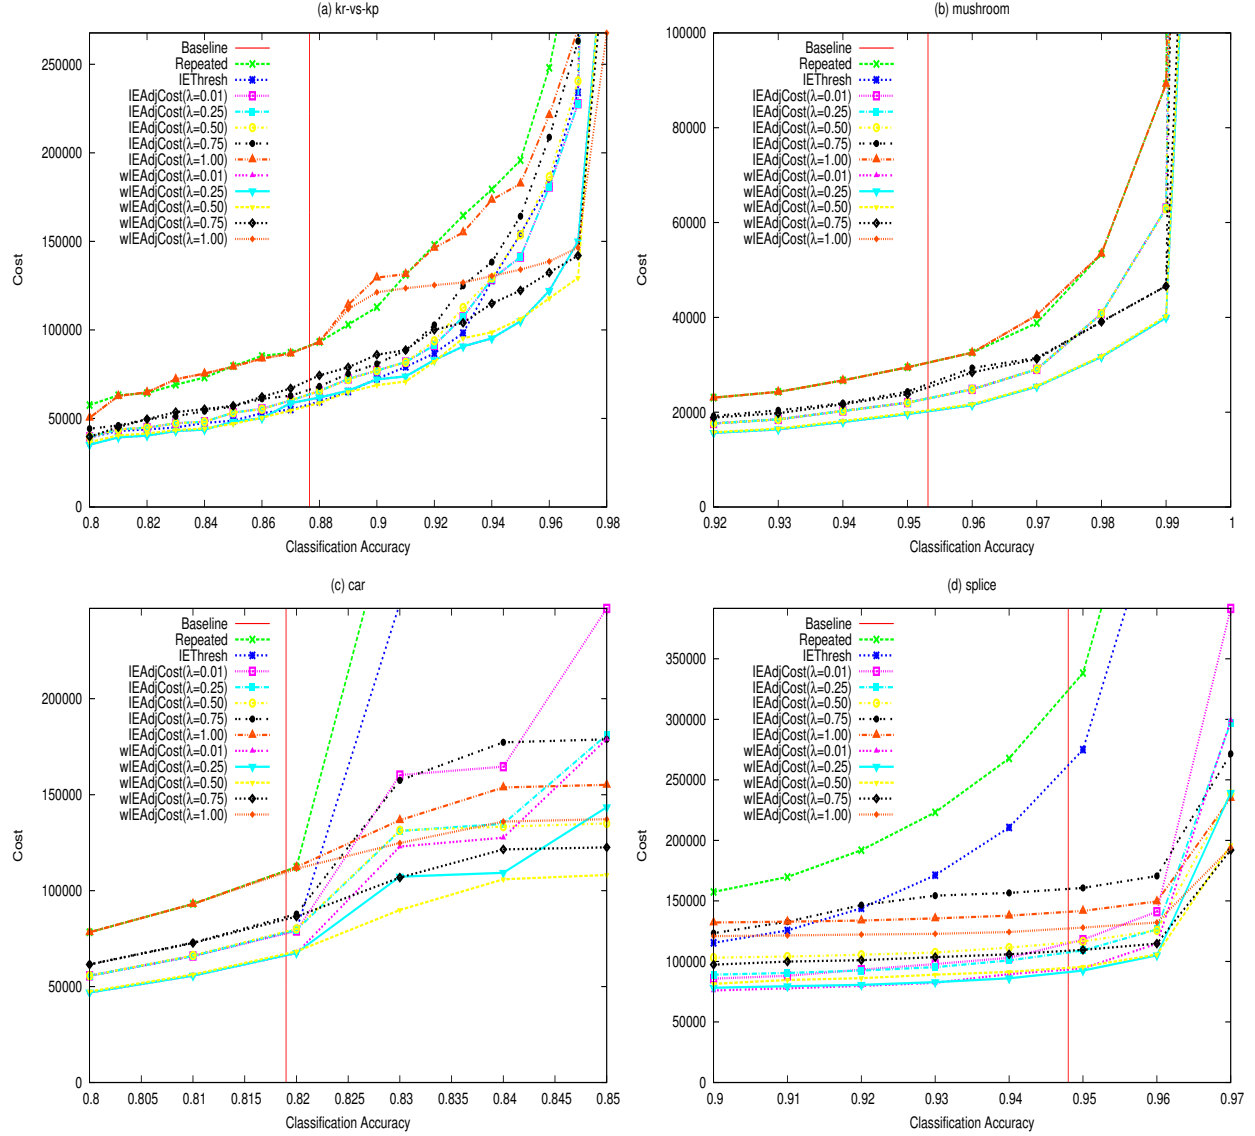 (a) kr-vs-kp
Baseline
Repeated
IEThresh
IEAdjCost(λ=0.01)
IEAdjCost(λ=0.25)
IEAdjCost(λ=0.50)
IEAdjCost(λ=0.75)
IEAdjCost(λ=1.00)
wIEAdjCost(λ=0.01)
wIEAdjCost(λ=0.25)
wIEAdjCost(λ=0.50)
wIEAdjCost(λ=0.75)
wIEAdjCost(λ=1.00)
250000
200000
150000
100000
50000
0
Cost
0.8 0.82 0.84 0.86 0.88 0.9 0.92 0.94 0.96 0.98
Classification Accuracy
(b) mushroom
Baseline
Repeated
IEThresh
IEAdjCost(λ=0.01)
IEAdjCost(λ=0.25)
IEAdjCost(λ=0.50)
IEAdjCost(λ=0.75)
IEAdjCost(λ=1.00)
wIEAdjCost(λ=0.01)
wIEAdjCost(λ=0.25)
wIEAdjCost(λ=0.50)
wIEAdjCost(λ=0.75)
wIEAdjCost(λ=1.00)
100000
80000
60000
40000
20000
0
Cost
0.92 0.93 0.94 0.95 0.96 0.97 0.98 0.99 1
Classification Accuracy
(c) car
Baseline
Repeated
IEThresh
IEAdjCost(λ=0.01)
IEAdjCost(λ=0.25)
IEAdjCost(λ=0.50)
IEAdjCost(λ=0.75)
IEAdjCost(λ=1.00)
wIEAdjCost(λ=0.01)
wIEAdjCost(λ=0.25)
wIEAdjCost(λ=0.50)
wIEAdjCost(λ=0.75)
wIEAdjCost(λ=1.00)
200000
150000
100000
50000
0
Cost
0.8 0.805 0.81 0.815 0.82 0.825 0.83 0.835 0.84 0.845 0.85
Classification Accuracy
(d) splice
Baseline
Repeated
IEThresh
IEAdjCost(λ=0.01)
IEAdjCost(λ=0.25)
IEAdjCost(λ=0.50)
IEAdjCost(λ=0.75)
IEAdjCost(λ=1.00)
wIEAdjCost(λ=0.01)
wIEAdjCost(λ=0.25)
wIEAdjCost(λ=0.50)
wIEAdjCost(λ=0.75)
wIEAdjCost(λ=1.00)
350000
300000
250000
200000
150000
100000
50000
0
Cost
0.9 0.91 0.92 0.93 0.94 0.95 0.96 0.97
Classification Accuracy